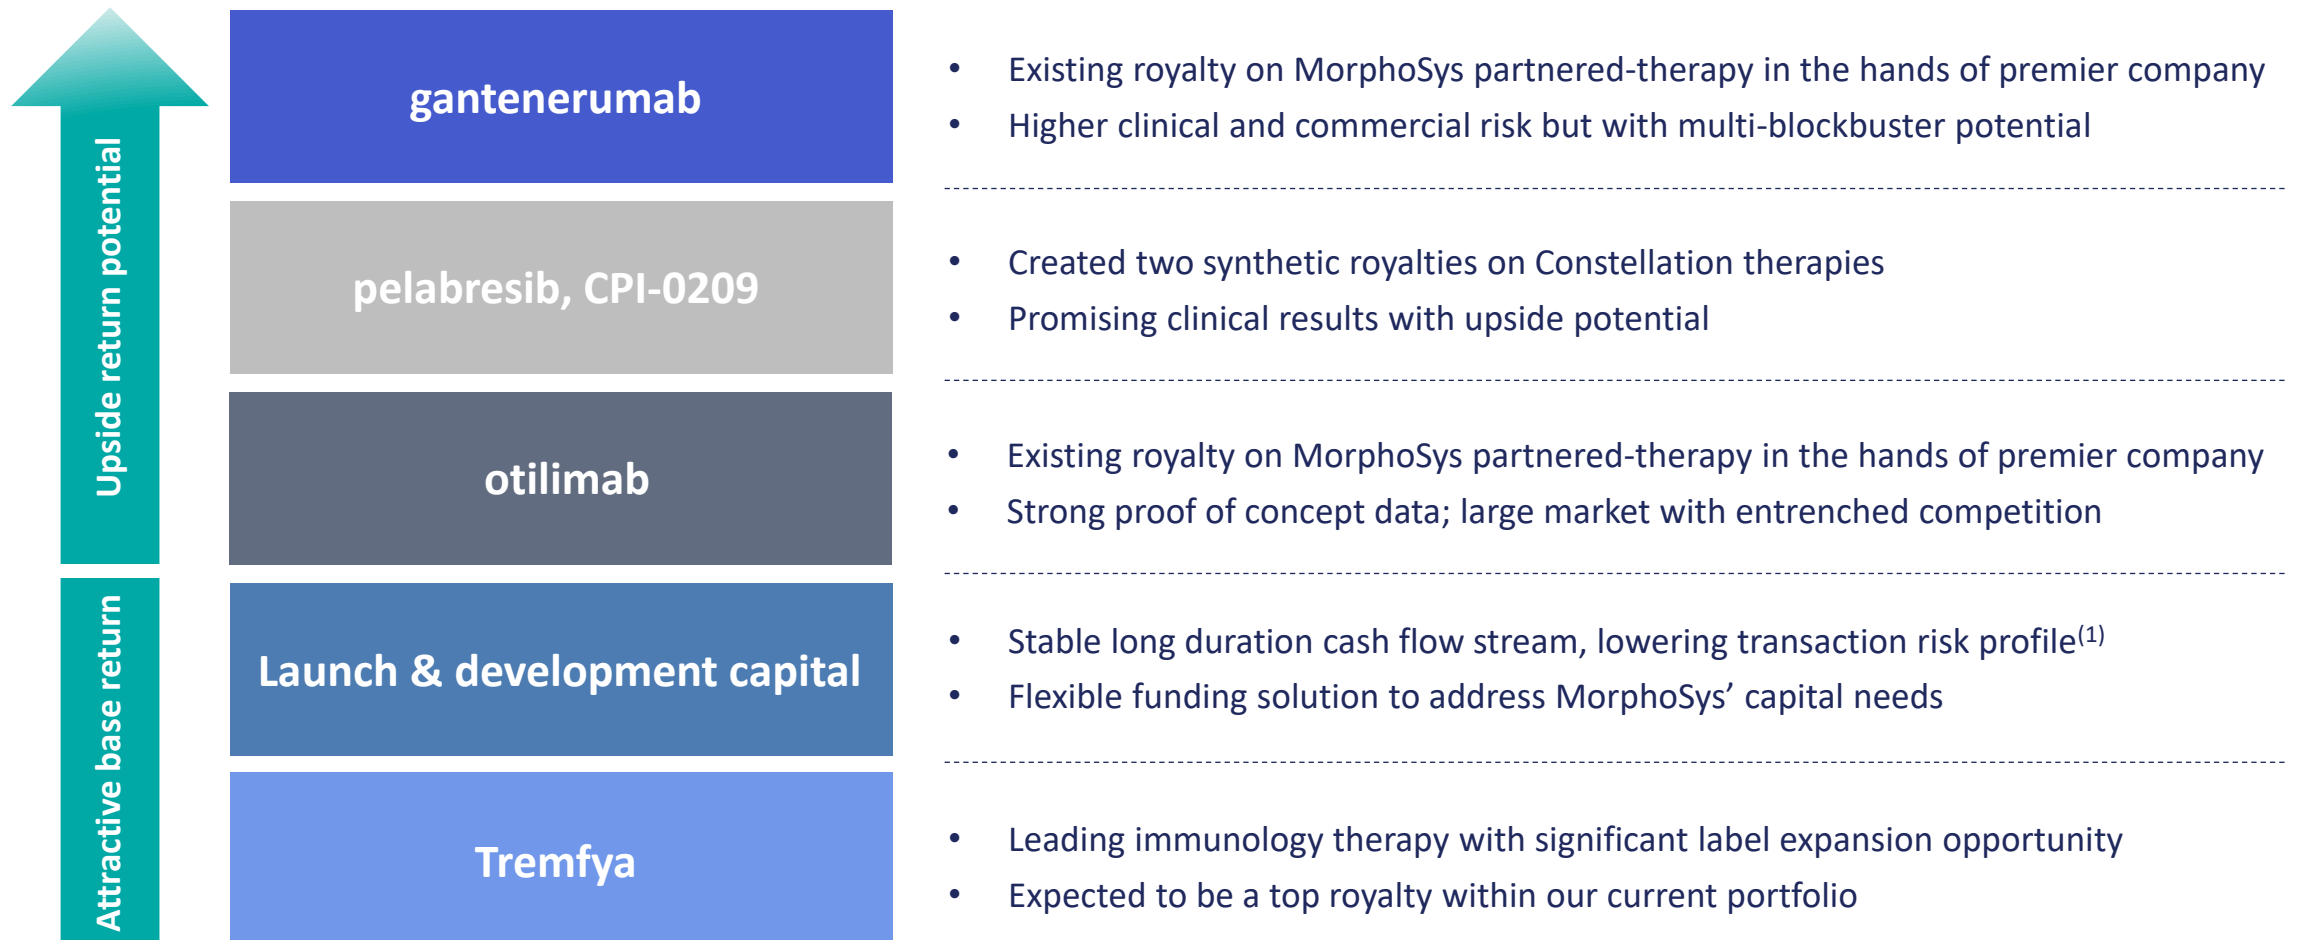 Upside return potential
gantenerumab
• Existing royalty on MorphoSys partnered-therapy in the hands of premier company
• Higher clinical and commercial risk but with multi-blockbuster potential
pelabresib, CPI-0209
• Created two synthetic royalties on Constellation therapies
• Promising clinical results with upside potential
otilimab
• Existing royalty on MorphoSys partnered-therapy in the hands of premier company
• Strong proof of concept data; large market with entrenched competition
Attractive base return
Launch & development capital
• Stable long duration cash flow stream, lowering transaction risk profile(1)
• Flexible funding solution to address MorphoSys’ capital needs
Tremfya
• Leading immunology therapy with significant label expansion opportunity
• Expected to be a top royalty within our current portfolio